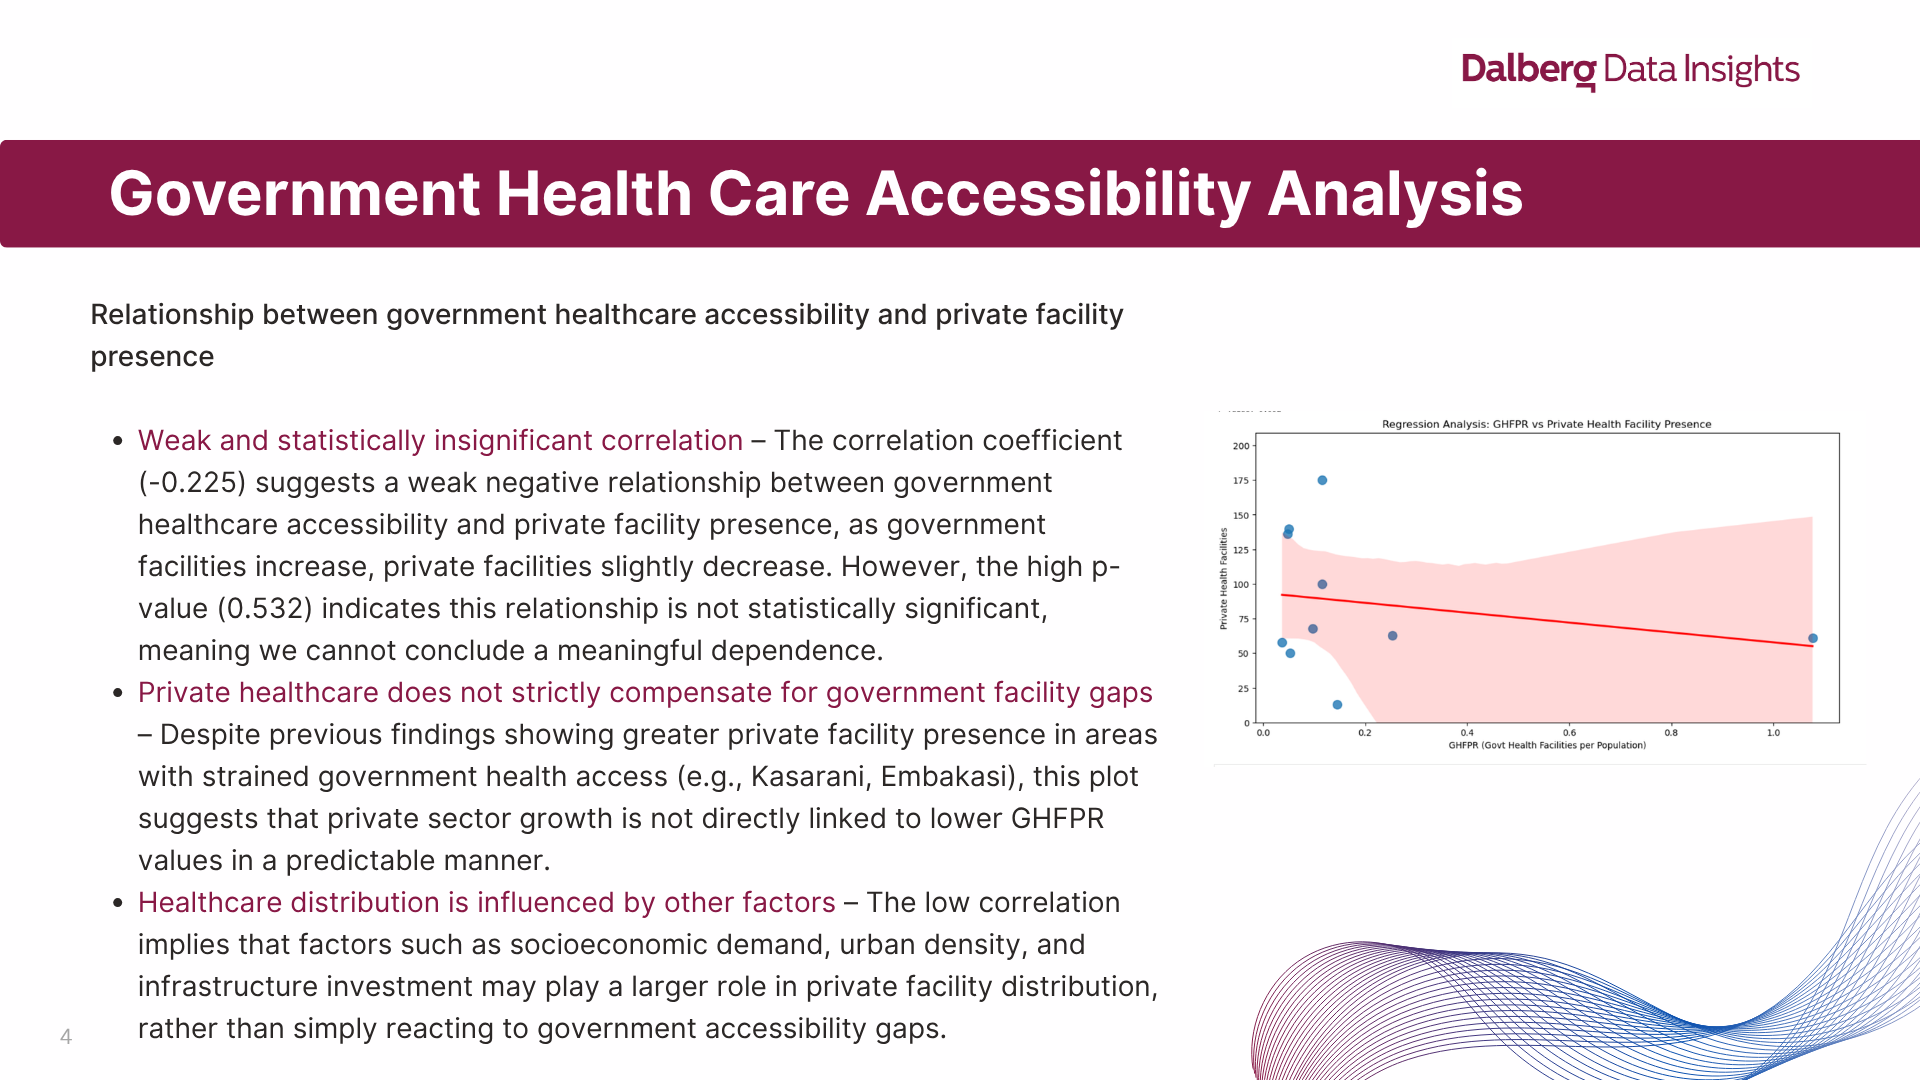 Dalberg Data Insights
Government Health Care Accessibility Analysis
Relationship between government healthcare accessibility and private facility
presence
• Weak and statistically insignificant correlation – The correlation coefficient
(-0.225) suggests a weak negative relationship between government
healthcare accessibility and private facility presence, as government
facilities increase, private facilities slightly decrease. However, the high p-
value (0.532) indicates this relationship is not statistically significant,
meaning we cannot conclude a meaningful dependence.
• Private healthcare does not strictly compensate for government facility gaps
– Despite previous findings showing greater private facility presence in areas
with strained government health access (e.g., Kasarani, Embakasi), this plot
suggests that private sector growth is not directly linked to lower GHFPR
values in a predictable manner.
• Healthcare distribution is influenced by other factors – The low correlation
implies that factors such as socioeconomic demand, urban density, and
infrastructure investment may play a larger role in private facility distribution,
rather than simply reacting to government accessibility gaps.
4
Regression Analysis: GHFPR vs Private Health Facility Presence
Private Health Facilities
200
175
150
125
100
75
50
25
0
0.0 0.2 0.4 0.6 0.8 1.0
GHFPR (Govt Health Facilities per Population)